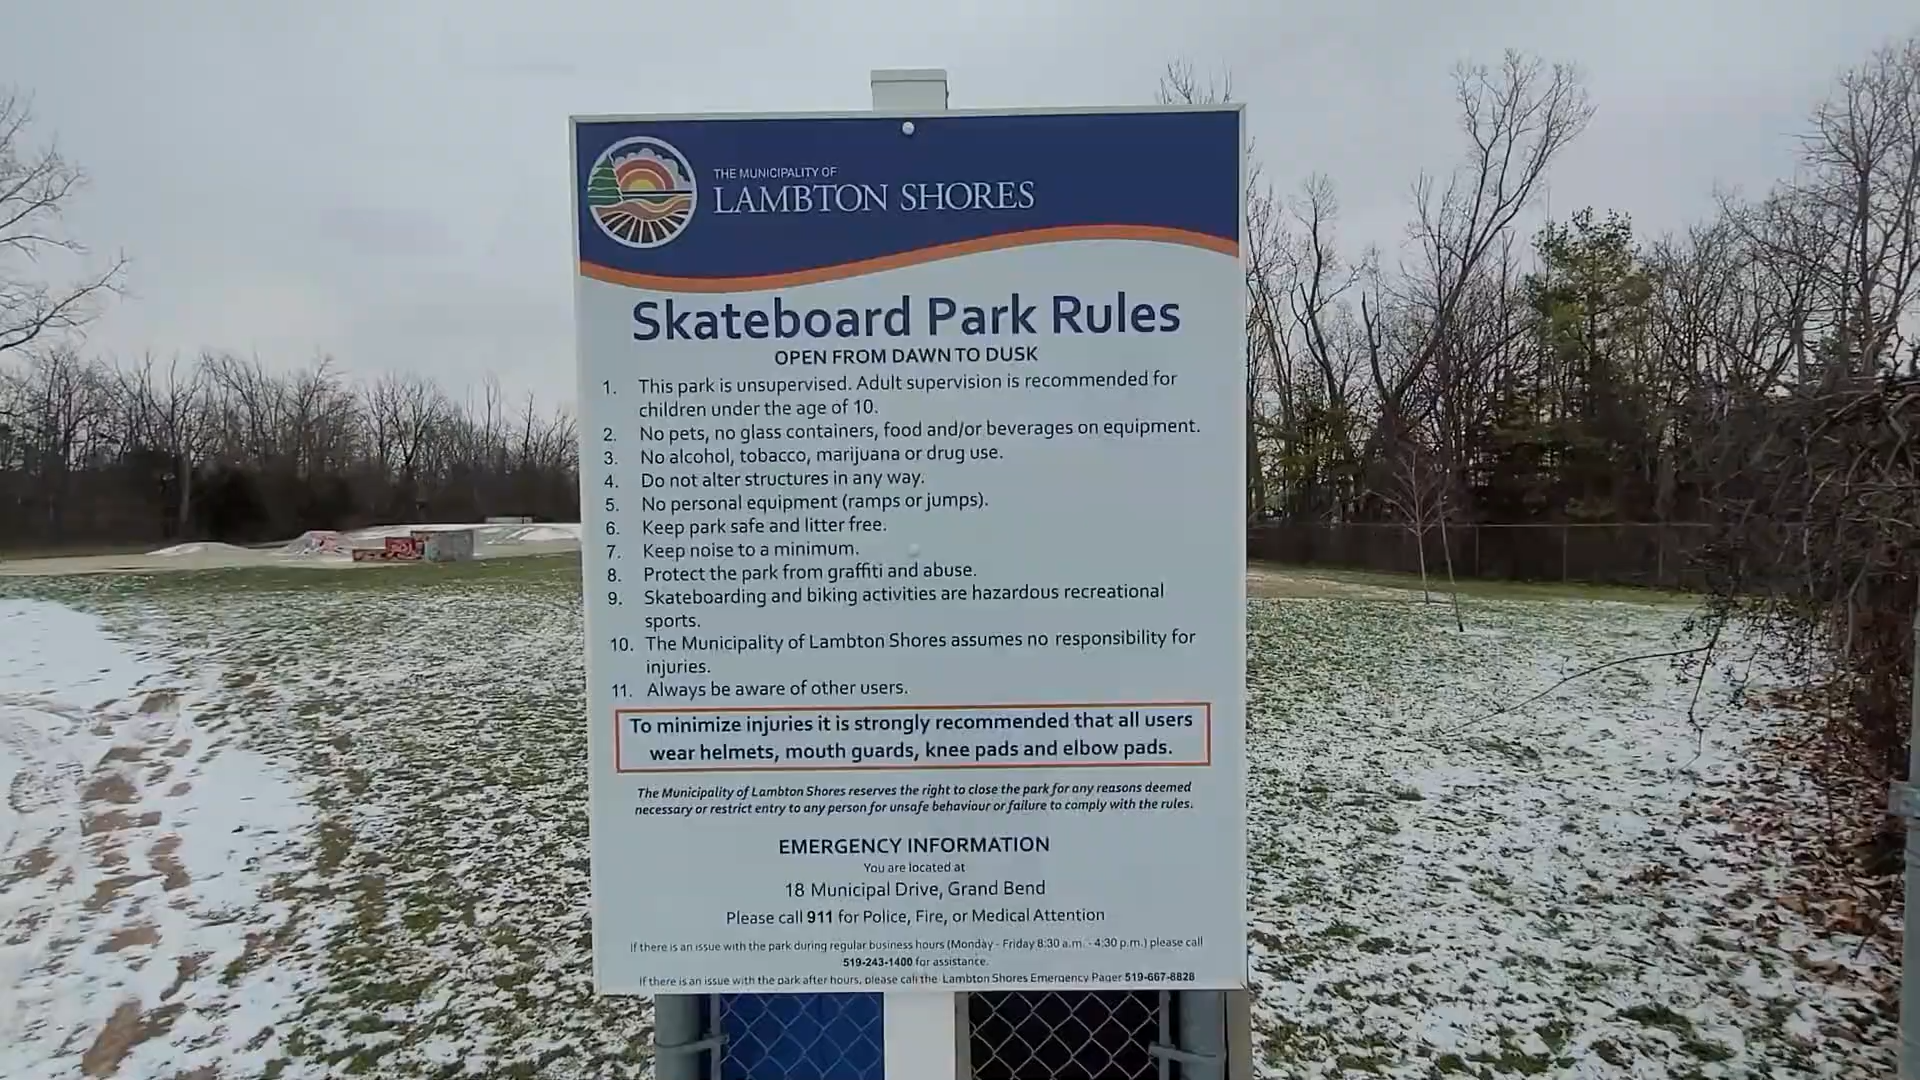 THE MUNICIPALITY OF
LAMBTON SHORES
Skateboard Park Rules
OPEN FROM DAWN TO DUSK
1. This park is unsupervised. Adult supervision is recommended for
children under the age of 10.
2. No pets, no glass containers, food and/or beverages on equipment.
3. No alcohol, tobacco, marijuana or drug use.
4. Do not alter structures in any way.
5. No personal equipment (ramps or jumps).
6. Keep park safe and litter free.
7. Keep noise to a minimum.
8. Protect the park from graffiti and abuse.
9. Skateboarding and biking activities are hazardous recreational
sports.
10. The Municipality of Lambton Shores assumes no responsibility for
injuries.
11. Always be aware of other users.
To minimize injuries it is strongly recommended that all users
wear helmets, mouth guards, knee pads and elbow pads.
The Municipality of Lambton Shores reserves the right to close the park for any reasons deemed
necessary or restrict entry to any person for unsafe behaviour or failure to comply with the rules.
EMERGENCY INFORMATION
You are located at
18 Municipal Drive, Grand Bend
Please call 911 for Police, Fire, or Medical Attention
If there is an issue with the park during regular business hours (Monday - Friday 8:30 a.m. - 4:30 p.m.) please call
519-243-1400 for assistance.
If there is an issue with the park after hours, please call the Lambton Shores Emergency Pager 519-667-8828